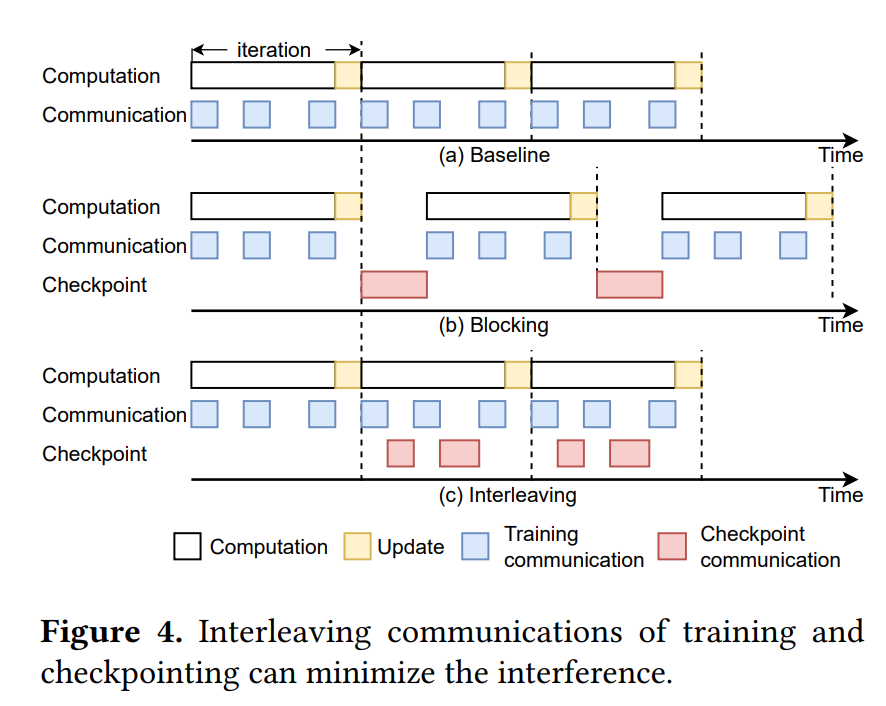 iteration
Computation
Communication
(a) Baseline
Time
Computation
Communication
Checkpoint
(b) Blocking
Time
Computation
Communication
Checkpoint
(c) Interleaving
Time
Computation
Update
Training
communication
Checkpoint
communication
Figure 4. Interleaving communications of training and
checkpointing can minimize the interference.